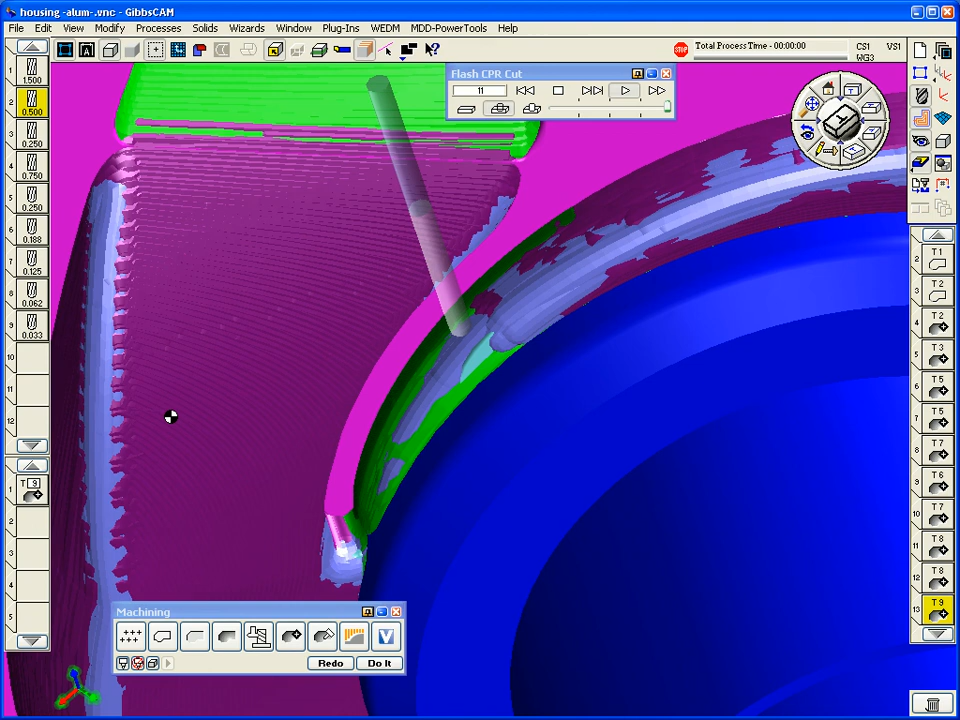 housing -alum-.vnc - GibbsCAM
File Edit View Modify Processes Solids Wizards Window Plug-Ins WEDM MDD-PowerTools Help
STOP
Total Process Time - 00:00:00
CS1 VS1
WG3
Flash CPR Cut
11
1 1.500
2 0.500
3 0.250
4 0.750
5 0.250
6 0.188
7 0.125
8 0.062
9 0.033
10
11
12
1 T 9
2
3
4
5
T1
2
T2
3
T2
4
T3
5
T5
6
T5
7
T7
8
T6
9
T7
10
T8
11
T8
12
T9
13
Machining
V
Redo Do It